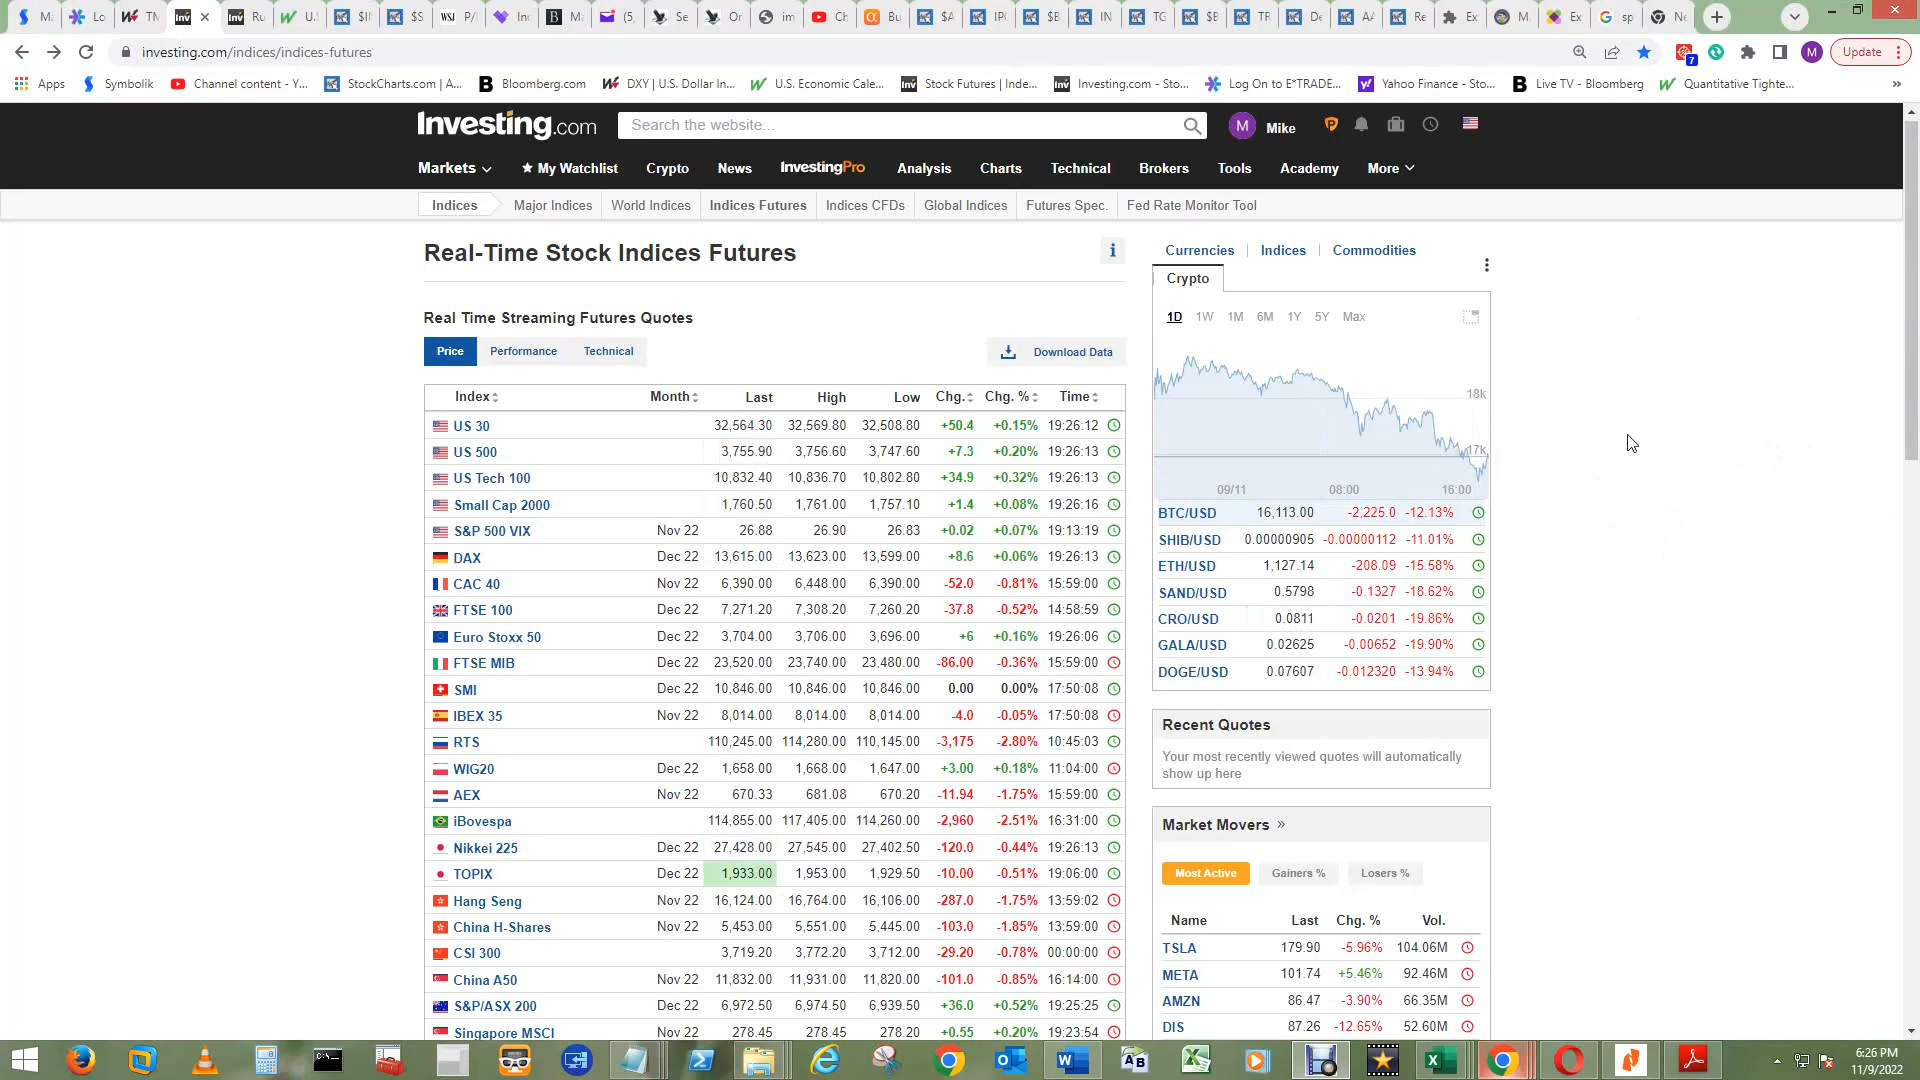 Lo
TM
Inv
Ru
U.
$IN
$S
WSJ P/
Inc
B Ma
(5,
Se
Or
im
Ch
Bu
$A
IP
$B
IN
TG
$B
TR
De
AA
Re
Ex
M
Ex
sp
Ne
investing.com/indices/indices-futures
7
M
Update
Apps
Symbolik
Channel content - Y...
StockCharts.com | A...
Bloomberg.com
DXY | U.S. Dollar In...
U.S. Economic Cale...
Stock Futures | Inde...
Investing.com - Sto...
Log On to E*TRADE...
Yahoo Finance - Sto...
Live TV - Bloomberg
Quantitative Tighte...
»
Investing.com
Search the website...
M Mike
Markets
My Watchlist
Crypto
News
InvestingPro
Analysis
Charts
Technical
Brokers
Tools
Academy
More
Indices
Major Indices
World Indices
Indices Futures
Indices CFDs
Global Indices
Futures Spec.
Fed Rate Monitor Tool
Real-Time Stock Indices Futures
i
Real Time Streaming Futures Quotes
Price Performance Technical
Download Data
Index Month Last High Low Chg. Chg. % Time
US 30 32,564.30 32,569.80 32,508.80 +50.4 +0.15% 19:26:12
US 500 3,755.90 3,756.60 3,747.60 +7.3 +0.20% 19:26:13
US Tech 100 10,832.40 10,836.70 10,802.80 +34.9 +0.32% 19:26:13
Small Cap 2000 1,760.50 1,761.00 1,757.10 +1.4 +0.08% 19:26:16
S&P 500 VIX Nov 22 26.88 26.90 26.83 +0.02 +0.07% 19:13:19
DAX Dec 22 13,615.00 13,623.00 13,599.00 +8.6 +0.06% 19:26:13
CAC 40 Nov 22 6,390.00 6,448.00 6,390.00 -52.0 -0.81% 15:59:00
FTSE 100 Dec 22 7,271.20 7,308.20 7,260.20 -37.8 -0.52% 14:58:59
Euro Stoxx 50 Dec 22 3,704.00 3,706.00 3,696.00 +6 +0.16% 19:26:06
FTSE MIB Dec 22 23,520.00 23,740.00 23,480.00 -86.00 -0.36% 15:59:00
SMI Dec 22 10,846.00 10,846.00 10,846.00 0.00 0.00% 17:50:08
IBEX 35 Nov 22 8,014.00 8,014.00 8,014.00 -4.0 -0.05% 17:50:08
RTS 110,245.00 114,280.00 110,145.00 -3,175 -2.80% 10:45:03
WIG20 Dec 22 1,658.00 1,668.00 1,647.00 +3.00 +0.18% 11:04:00
AEX Nov 22 670.33 681.08 670.20 -11.94 -1.75% 15:59:00
iBovespa 114,855.00 117,405.00 114,260.00 -2,960 -2.51% 16:31:00
Nikkei 225 Dec 22 27,428.00 27,545.00 27,402.50 -120.0 -0.44% 19:26:13
TOPIX Dec 22 1,933.00 1,953.00 1,929.50 -10.00 -0.51% 19:06:00
Hang Seng Nov 22 16,124.00 16,764.00 16,106.00 -287.0 -1.75% 13:59:02
China H-Shares Nov 22 5,453.00 5,551.00 5,445.00 -103.0 -1.85% 13:59:00
CSI 300 3,719.20 3,772.20 3,712.00 -29.20 -0.78% 00:00:00
China A50 Nov 22 11,832.00 11,931.00 11,820.00 -101.0 -0.85% 16:14:00
S&P/ASX 200 Dec 22 6,972.50 6,974.50 6,939.50 +36.0 +0.52% 19:25:25
Singapore MSCI Nov 22 278.45 278.45 278.20 +0.55 +0.20% 19:23:54
Currencies Indices Commodities
Crypto
1D 1W 1M 6M 1Y 5Y Max
18k
17k
09/11 08:00 16:00
BTC/USD 16,113.00 -2,225.0 -12.13%
SHIB/USD 0.00000905 -0.00000112 -11.01%
ETH/USD 1,127.14 -208.09 -15.58%
SAND/USD 0.5798 -0.1327 -18.62%
CRO/USD 0.0811 -0.0201 -19.86%
GALA/USD 0.02625 -0.00652 -19.90%
DOGE/USD 0.07607 -0.012320 -13.94%
Recent Quotes
Your most recently viewed quotes will automatically
show up here
Market Movers »
Most Active Gainers % Losers %
Name Last Chg. % Vol.
TSLA 179.90 -5.96% 104.06M
META 101.74 +5.46% 92.46M
AMZN 86.47 -3.90% 66.35M
DIS 87.26 -12.65% 52.60M
6:26 PM
11/9/2022